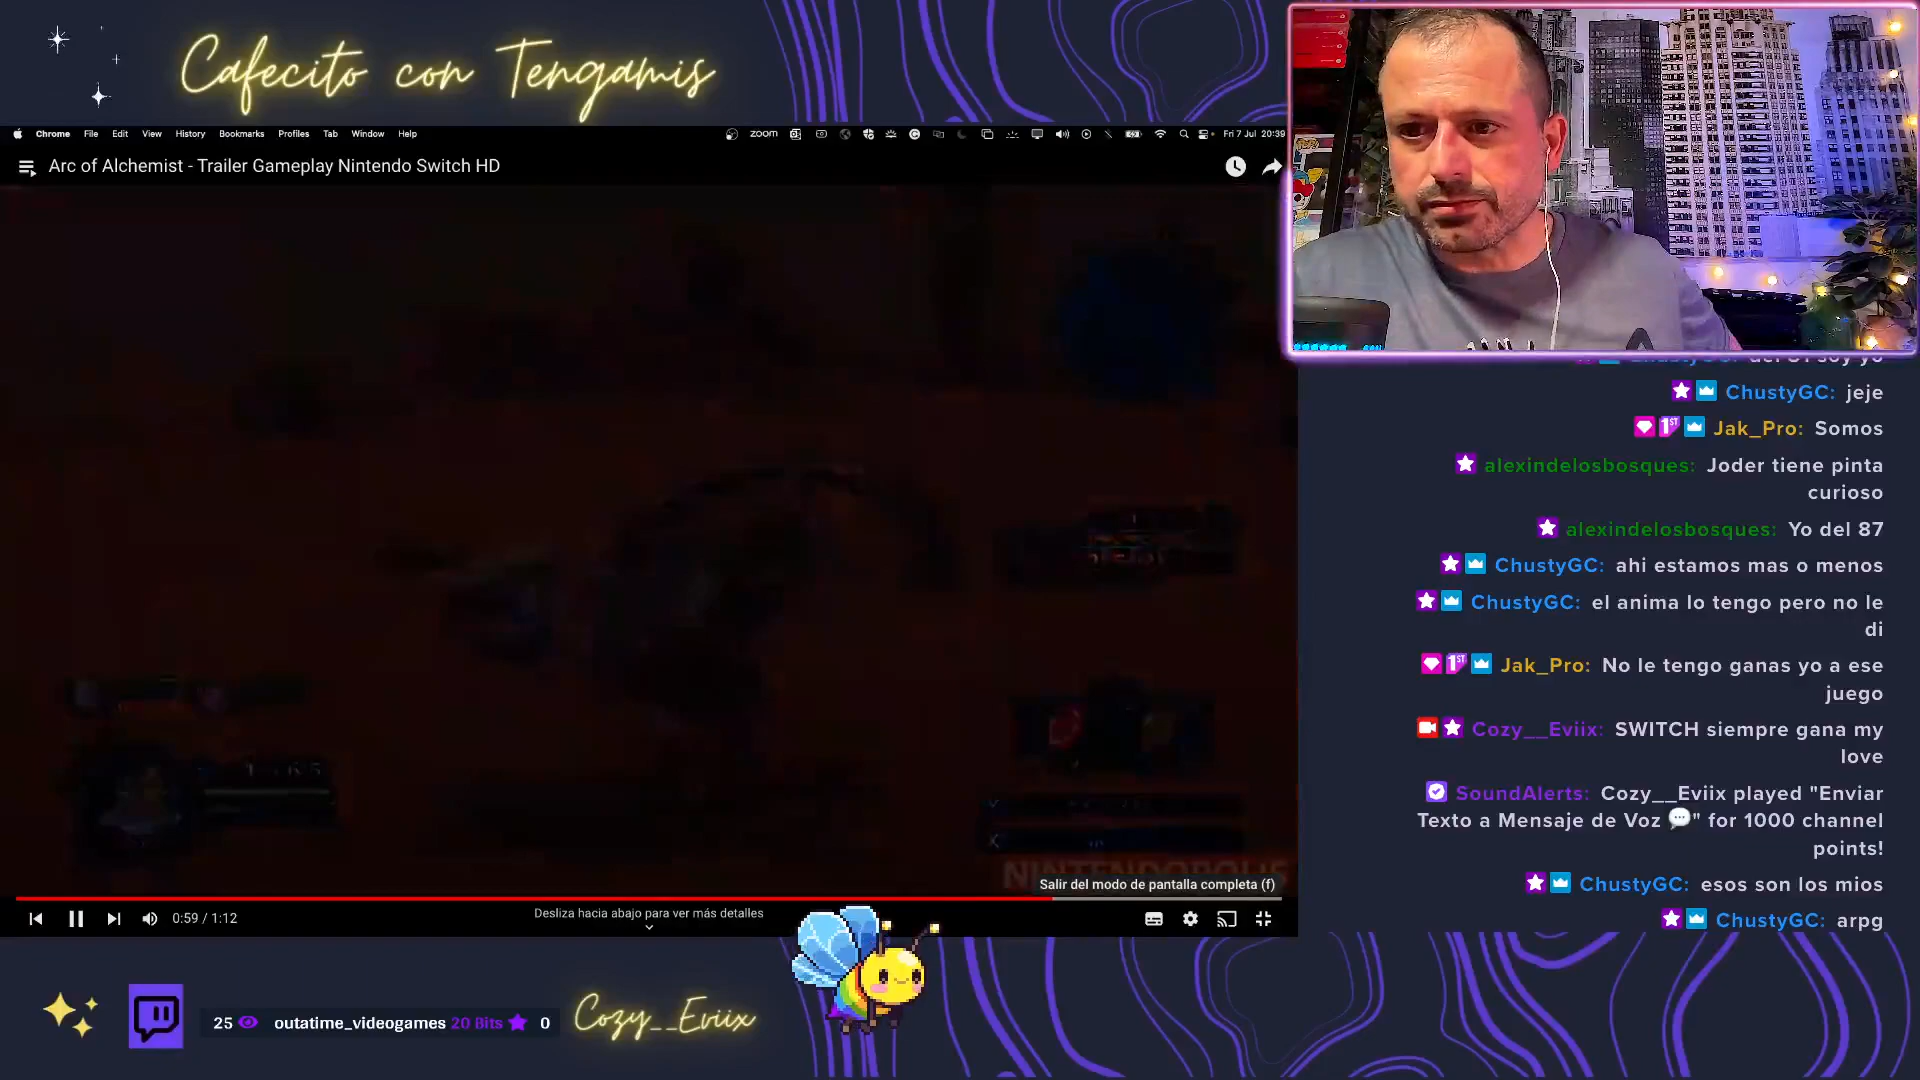 Cafecito con Tengamis
Chrome File Edit View History Bookmarks Profiles Tab Window Help
zoom
Fri 7 Jul 20:39
Arc of Alchemist - Trailer Gameplay Nintendo Switch HD
ChustyGC: jeje
Jak_Pro: Somos
alexindelosbosques: Joder tiene pinta
curioso
alexindelosbosques: Yo del 87
ChustyGC: ahi estamos mas o menos
ChustyGC: el anima lo tengo pero no le
di
Jak_Pro: No le tengo ganas yo a ese
juego
Cozy__Eviix: SWITCH siempre gana my
love
SoundAlerts: Cozy__Eviix played "Enviar
Texto a Mensaje de Voz 💬" for 1000 channel
points!
ChustyGC: esos son los mios
ChustyGC: arpg
NINTENDOPOLIS
Salir del modo de pantalla completa (f)
0:59 / 1:12
Desliza hacia abajo para ver más detalles
25
outatime_videogames 20 Bits 0
Cozy__Eviix